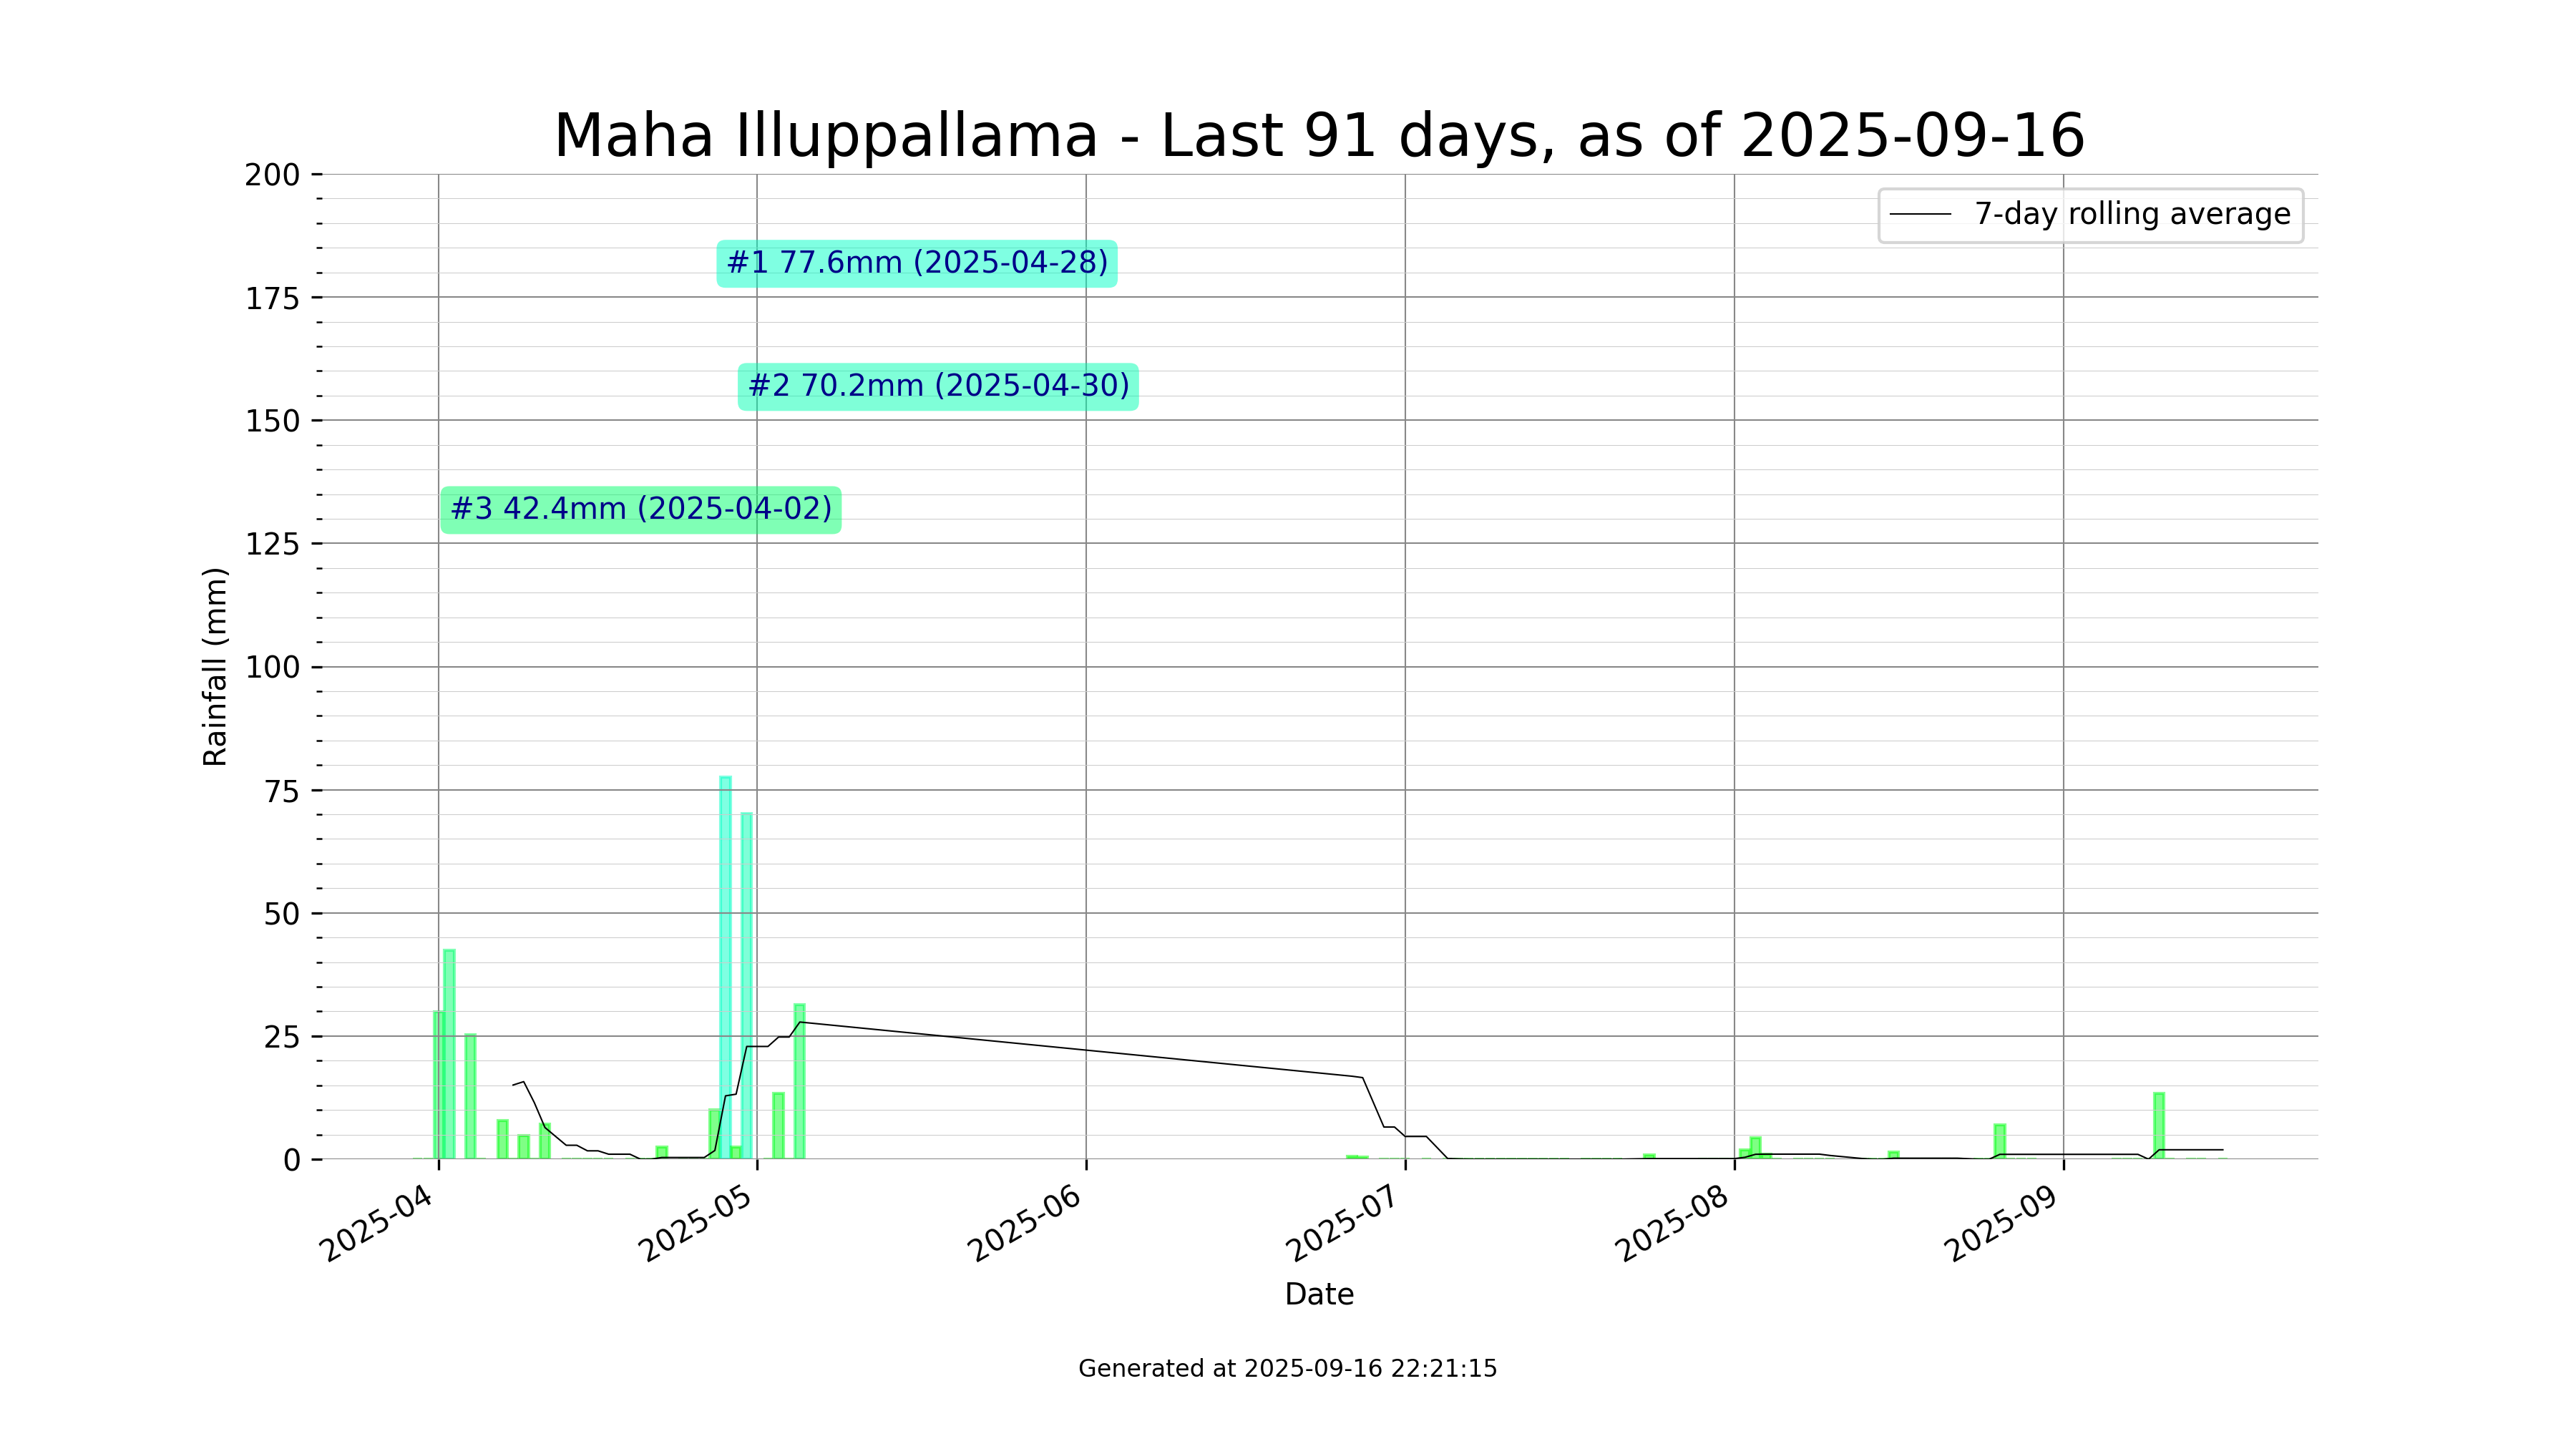 Maha Illuppallama - Last 91 days, as of 2025-09-16
7-day rolling average
#1 77.6mm (2025-04-28)
#2 70.2mm (2025-04-30)
#3 42.4mm (2025-04-02)
Rainfall (mm)
200
175
150
125
100
75
50
25
0
2025-04
2025-05
2025-06
2025-07
2025-08
2025-09
Date
Generated at 2025-09-16 22:21:15